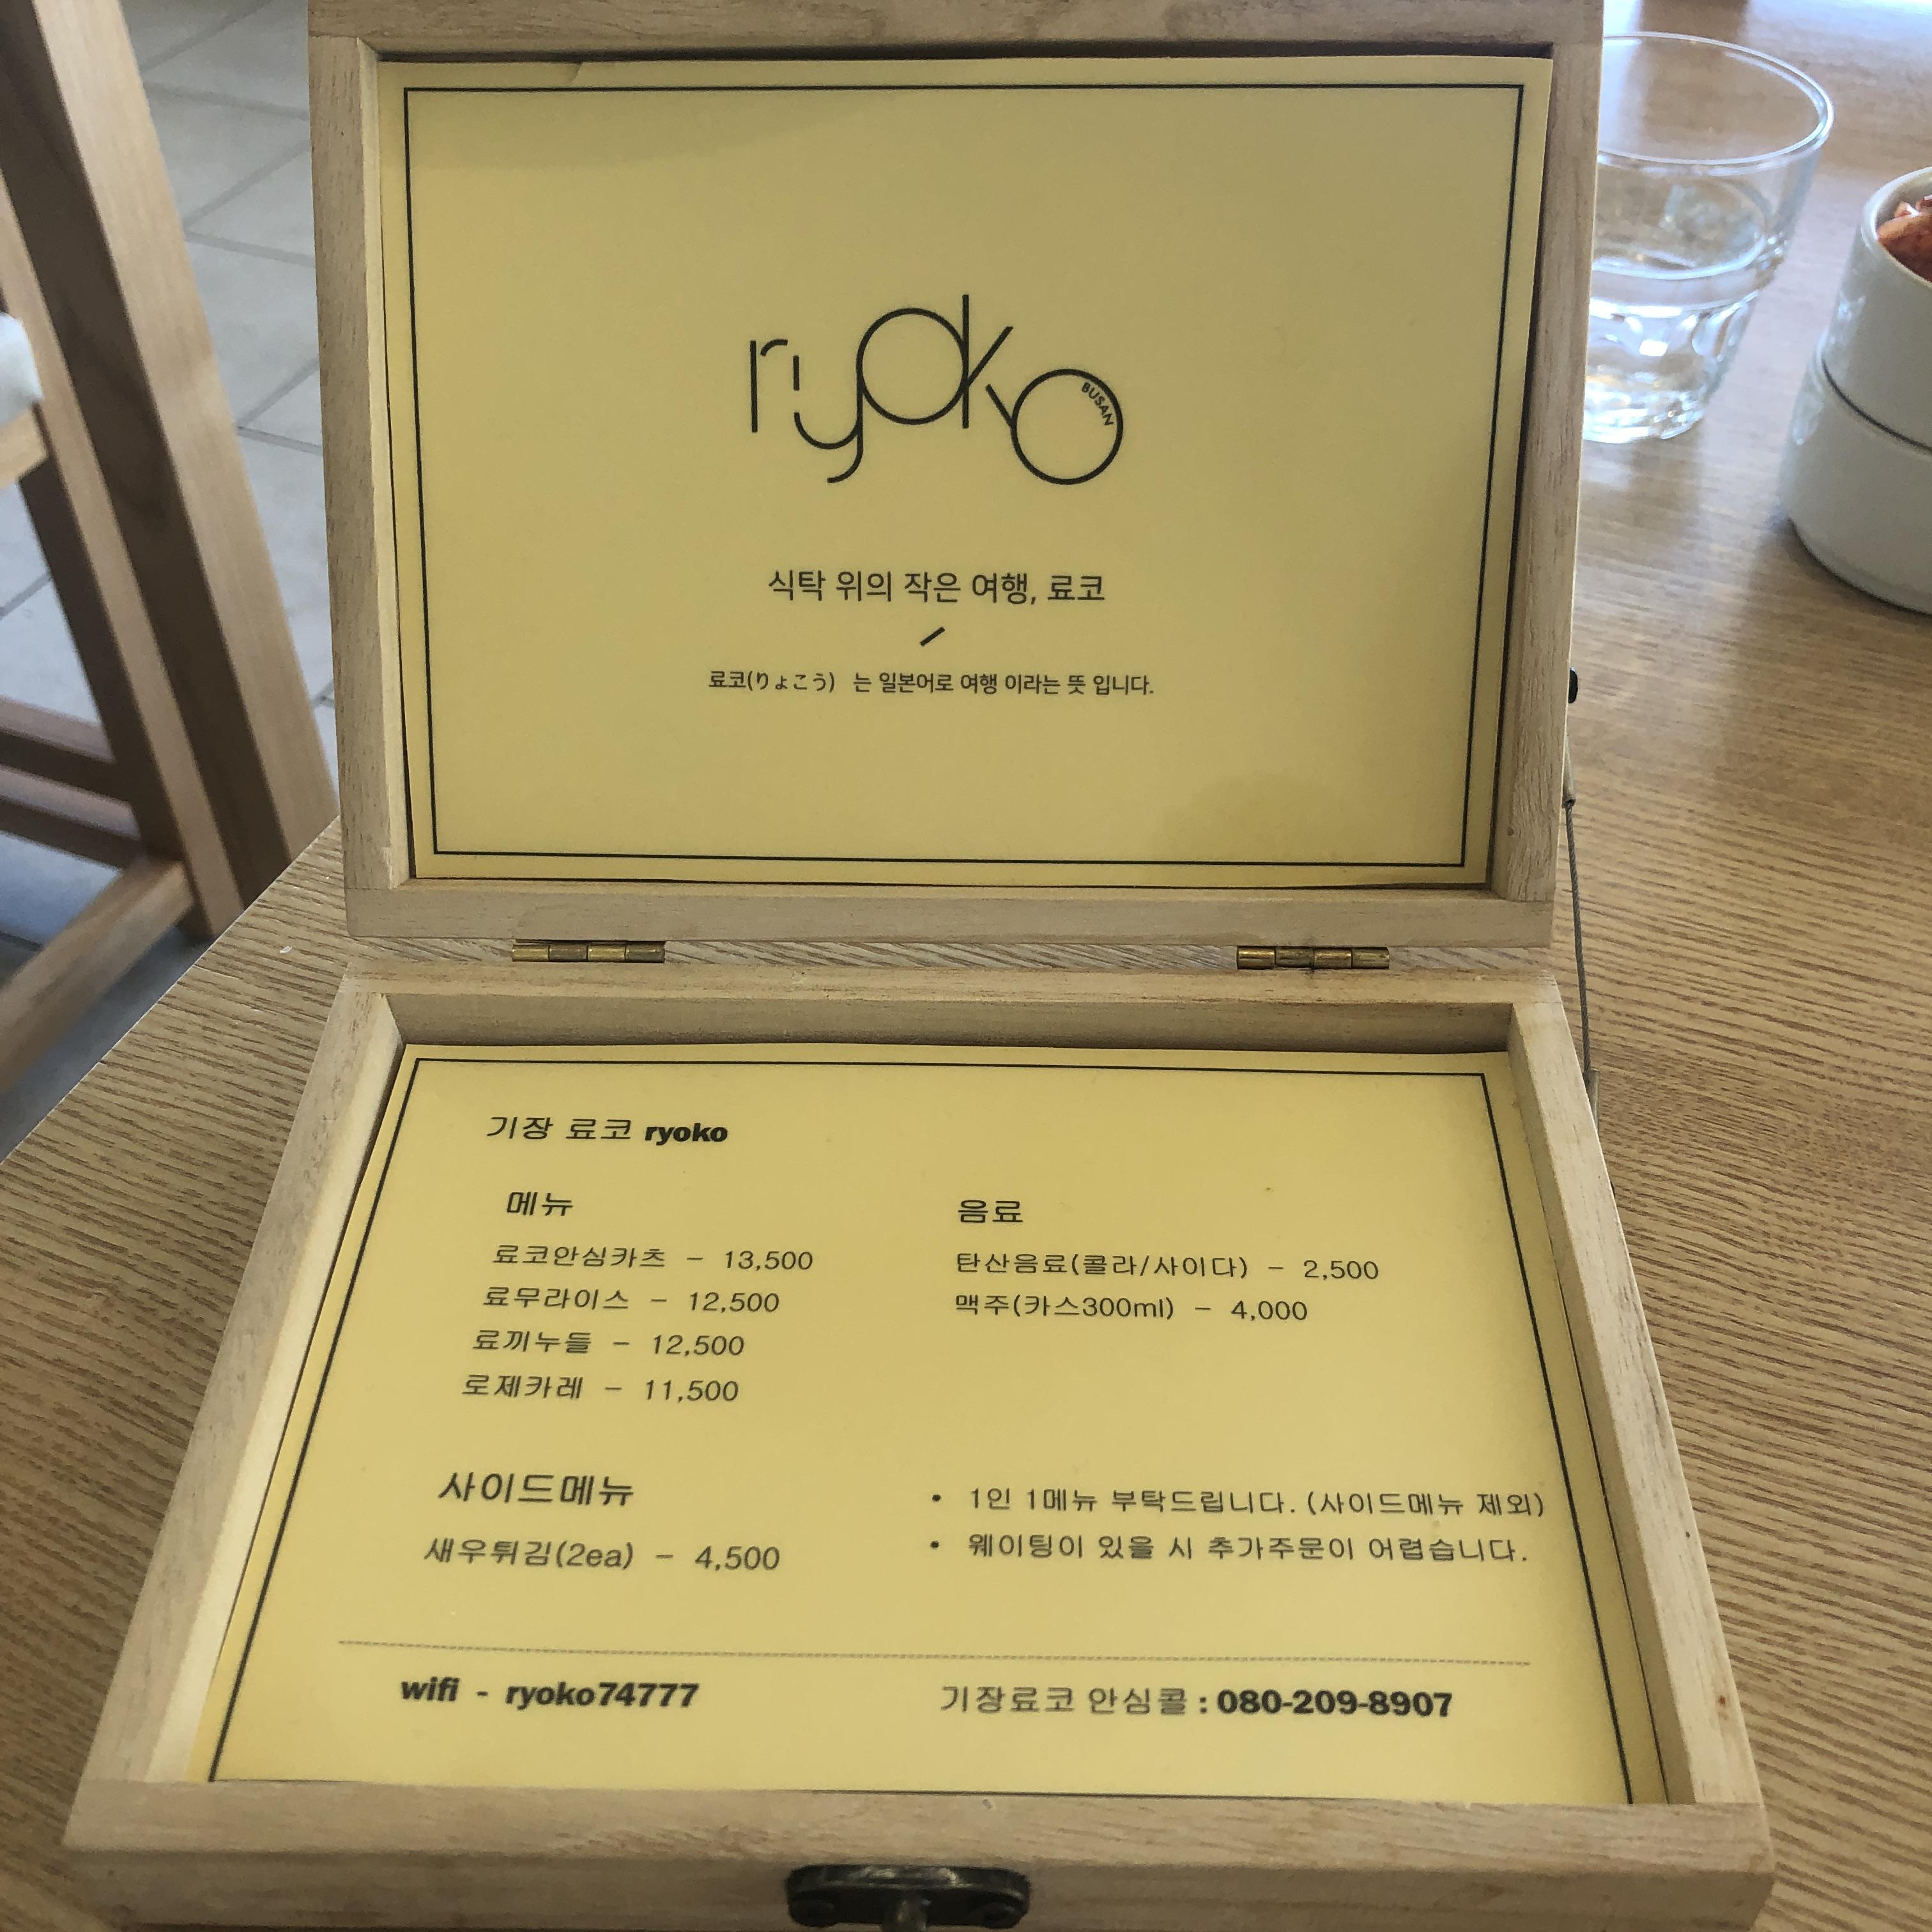 ryoko
BUSAN
식탁 위의 작은 여행, 료코
료코(りょこう) 는 일본어로 여행 이라는 뜻 입니다.
기장 료코 ryoko
메뉴
료코안심카츠 - 13,500
료무라이스 - 12,500
료끼누들 - 12,500
로제카레 - 11,500
음료
탄산음료(콜라/사이다) - 2,500
맥주(카스300ml) - 4,000
사이드메뉴
새우튀김(2ea) - 4,500
• 1인 1메뉴 부탁드립니다. (사이드메뉴 제외)
• 웨이팅이 있을 시 추가주문이 어렵습니다.
wifi - ryoko74777
기장료코 안심콜 : 080-209-8907